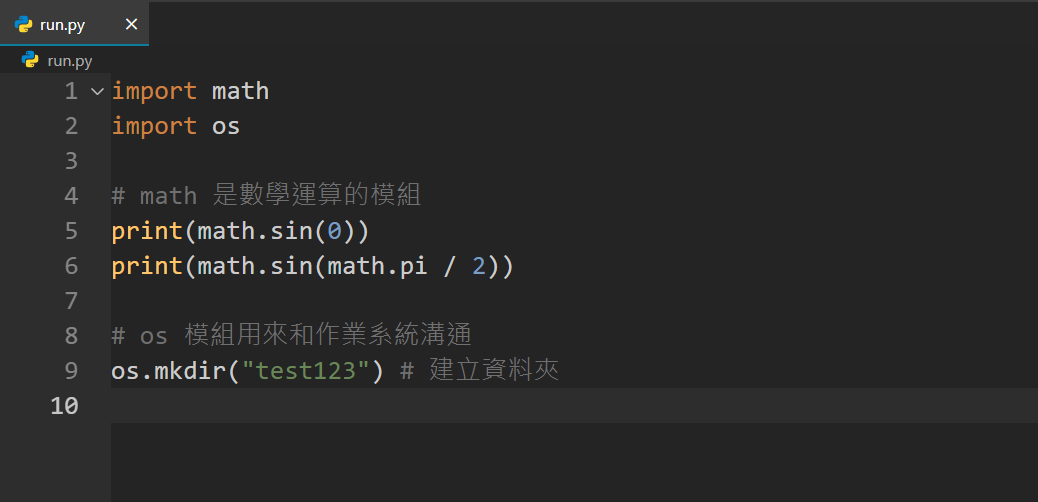 run.py
run.py
1 import math
2 import os
3
4 # math 是數學運算的模組
5 print(math.sin(0))
6 print(math.sin(math.pi / 2))
7
8 # os 模組用來和作業系統溝通
9 os.mkdir("test123") # 建立資料夾
10